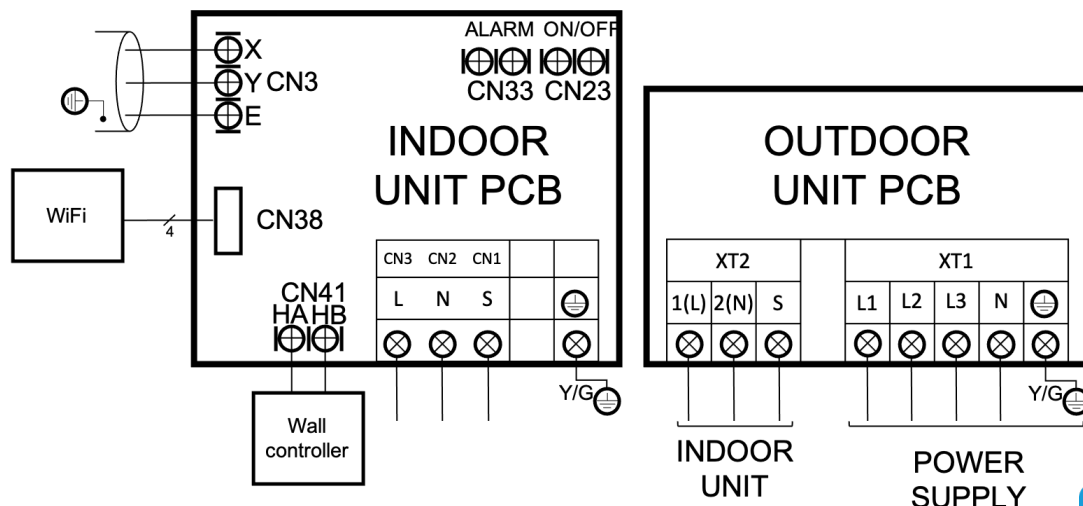 ALARM ON/OFF
CN33 CN23
X
Y CN3
E
INDOOR
UNIT PCB
WiFi
4
CN38
CN3 CN2 CN1
L N S
CN41
HA HB
Y/G
Wall
controller
OUTDOOR
UNIT PCB
XT2 XT1
1(L) 2(N) S L1 L2 L3 N
Y/G
INDOOR
UNIT
POWER
SUPPLY